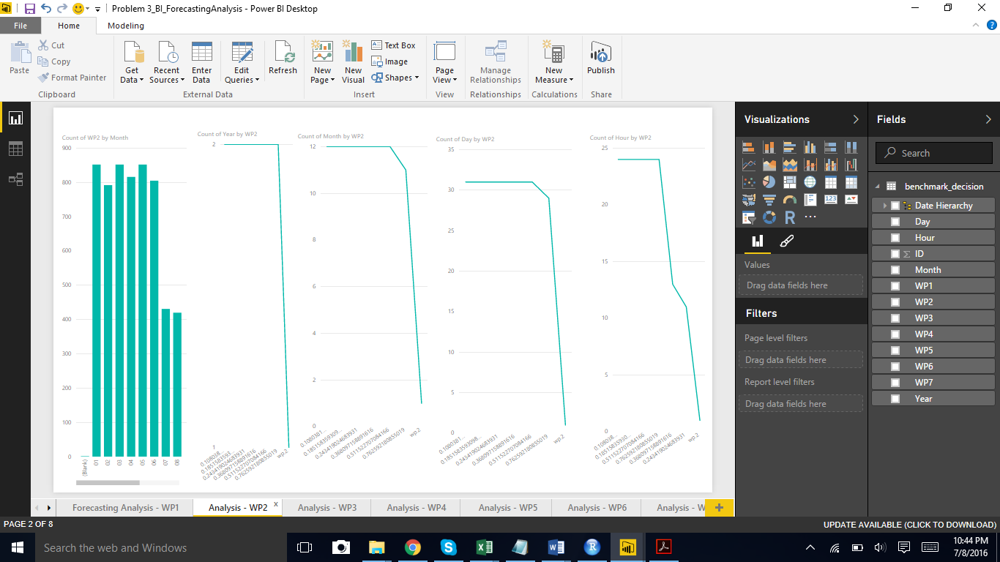 Problem 3_BI_ForecastingAnalysis - Power BI Desktop
File Home Modeling
Paste
Cut
Copy
Format Painter
Clipboard
Get Data
Recent Sources
Enter Data
Edit Queries
Refresh
External Data
New Page
New Visual
Text Box
Image
Shapes
Insert
Page View
View
Manage Relationships
Relationships
New Measure
Calculations
Publish
Share
Count of WP2 by Month
900
800
700
600
500
400
300
200
100
0
(Blank) 01 02 03 04 05 06 07 08
Count of Year by WP2
2
1
0.108038...
0.1851583593...
0.243419024683931
0.368097158891616
0.511522707084166
0.762592180855019
wp.2
Count of Month by WP2
12
10
8
6
4
2
0
0.1080381...
0.185158359309...
0.243419024683931
0.368097158891616
0.511522707084166
0.762592180855019
wp.2
Count of Day by WP2
35
30
25
20
15
10
5
0
0.1080381...
0.1851583593098...
0.243419024683931
0.368097158891616
0.511522707084166
0.762592180855019
wp.2
Count of Hour by WP2
25
20
15
10
5
0
0.108038...
0.18515835930...
0.511522707084166
0.762592180855019
0.368097158891616
0.243419024683931
wp.2
Visualizations
123
R
Values
Drag data fields here
Filters
Page level filters
Drag data fields here
Report level filters
Drag data fields here
Fields
Search
benchmark_decision
Date Hierarchy
Day
Hour
Σ ID
Month
WP1
WP2
WP3
WP4
WP5
WP6
WP7
Year
Forecasting Analysis - WP1 Analysis - WP2 x Analysis - WP3 Analysis - WP4 Analysis - WP5 Analysis - WP6 Analysis - W
PAGE 2 OF 8
UPDATE AVAILABLE (CLICK TO DOWNLOAD)
Search the web and Windows
10:44 PM
7/8/2016